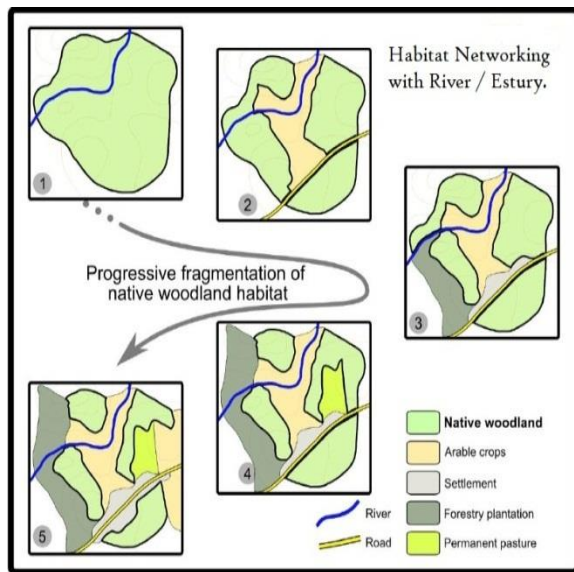 Habitat Networking
with River / Estury.
1
2
3
Progressive fragmentation of
native woodland habitat
4
5
Native woodland
Arable crops
Settlement
Forestry plantation
Permanent pasture
River
Road